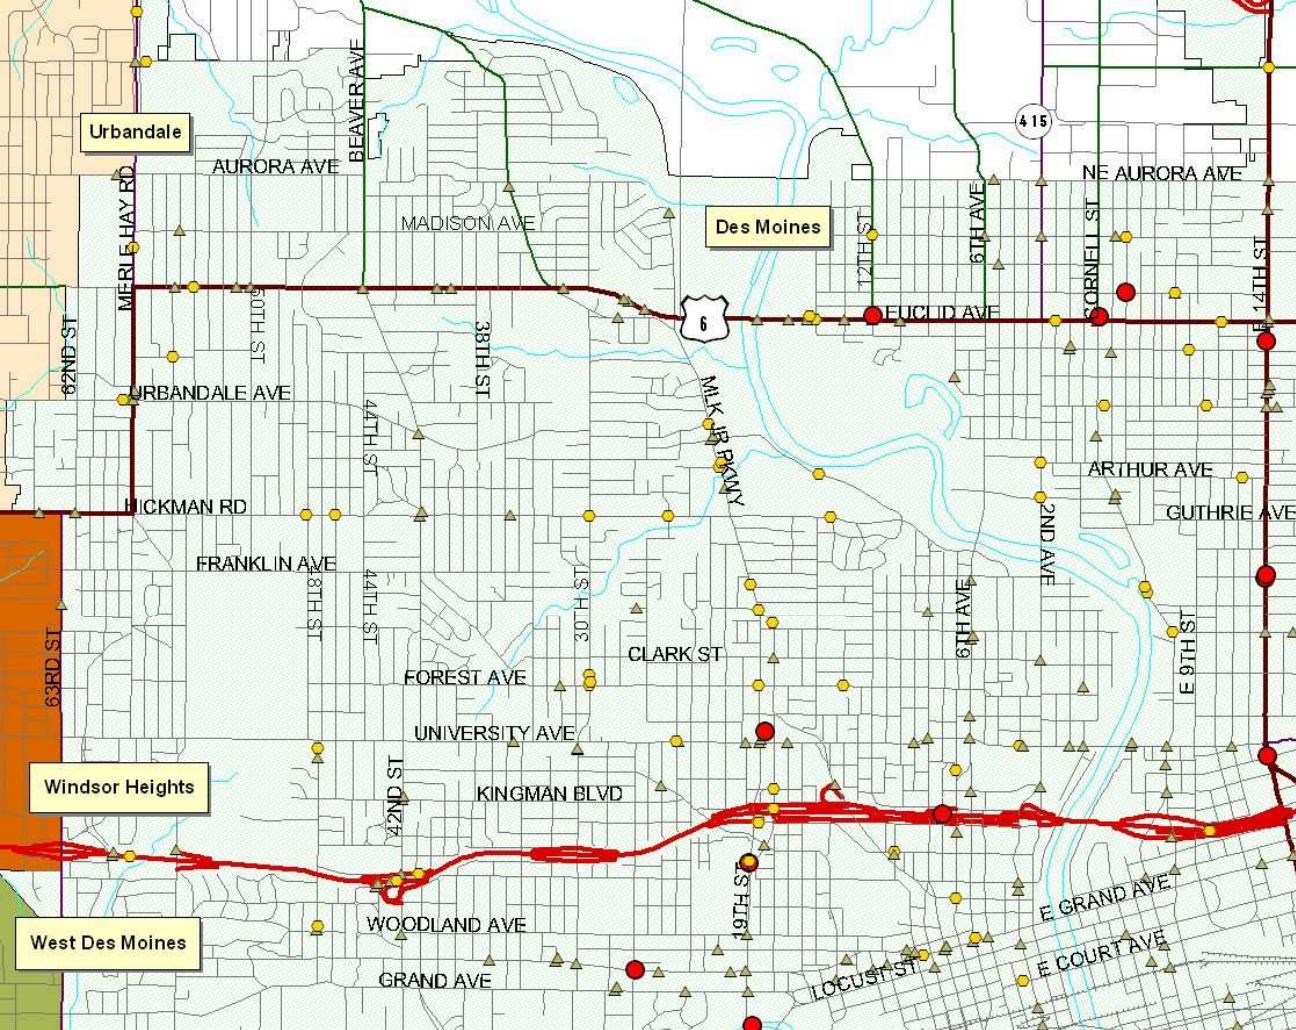 BEAVER AVE
415
Urbandale
AURORA AVE
NE AURORA AVE
MERLE HAY RD
MADISON AVE
Des Moines
12TH ST
6TH AVE
CORNELL ST
E 14TH ST
6
EUCLID AVE
50TH ST
62ND ST
38TH ST
URBANDALE AVE
MLK JR PKWY
44TH ST
ARTHUR AVE
HICKMAN RD
GUTHRIE AVE
2ND AVE
FRANKLIN AVE
48TH ST
44TH ST
30TH ST
6TH AVE
63RD ST
CLARK ST
E 9TH ST
FOREST AVE
UNIVERSITY AVE
Windsor Heights
42ND ST
KINGMAN BLVD
19TH ST
E GRAND AVE
WOODLAND AVE
West Des Moines
E COURT AVE
GRAND AVE
LOCUST ST